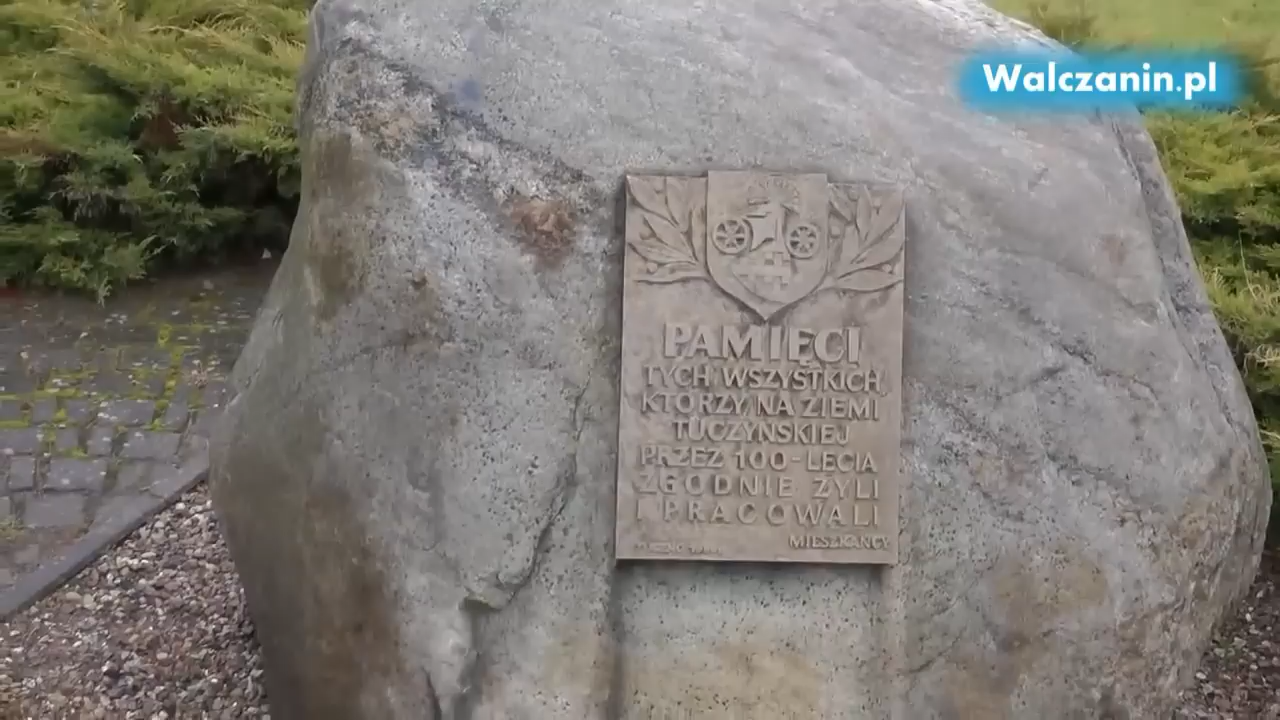 Walczanin.pl
PAMIĘCI
TYCH WSZYSTKICH,
KTÓRZY NA ZIEMI
TUCZYŃSKIEJ
PRZEZ 100-LECIA
ZGODNIE ŻYLI
I PRACOWALI
MIESZKAŃCY